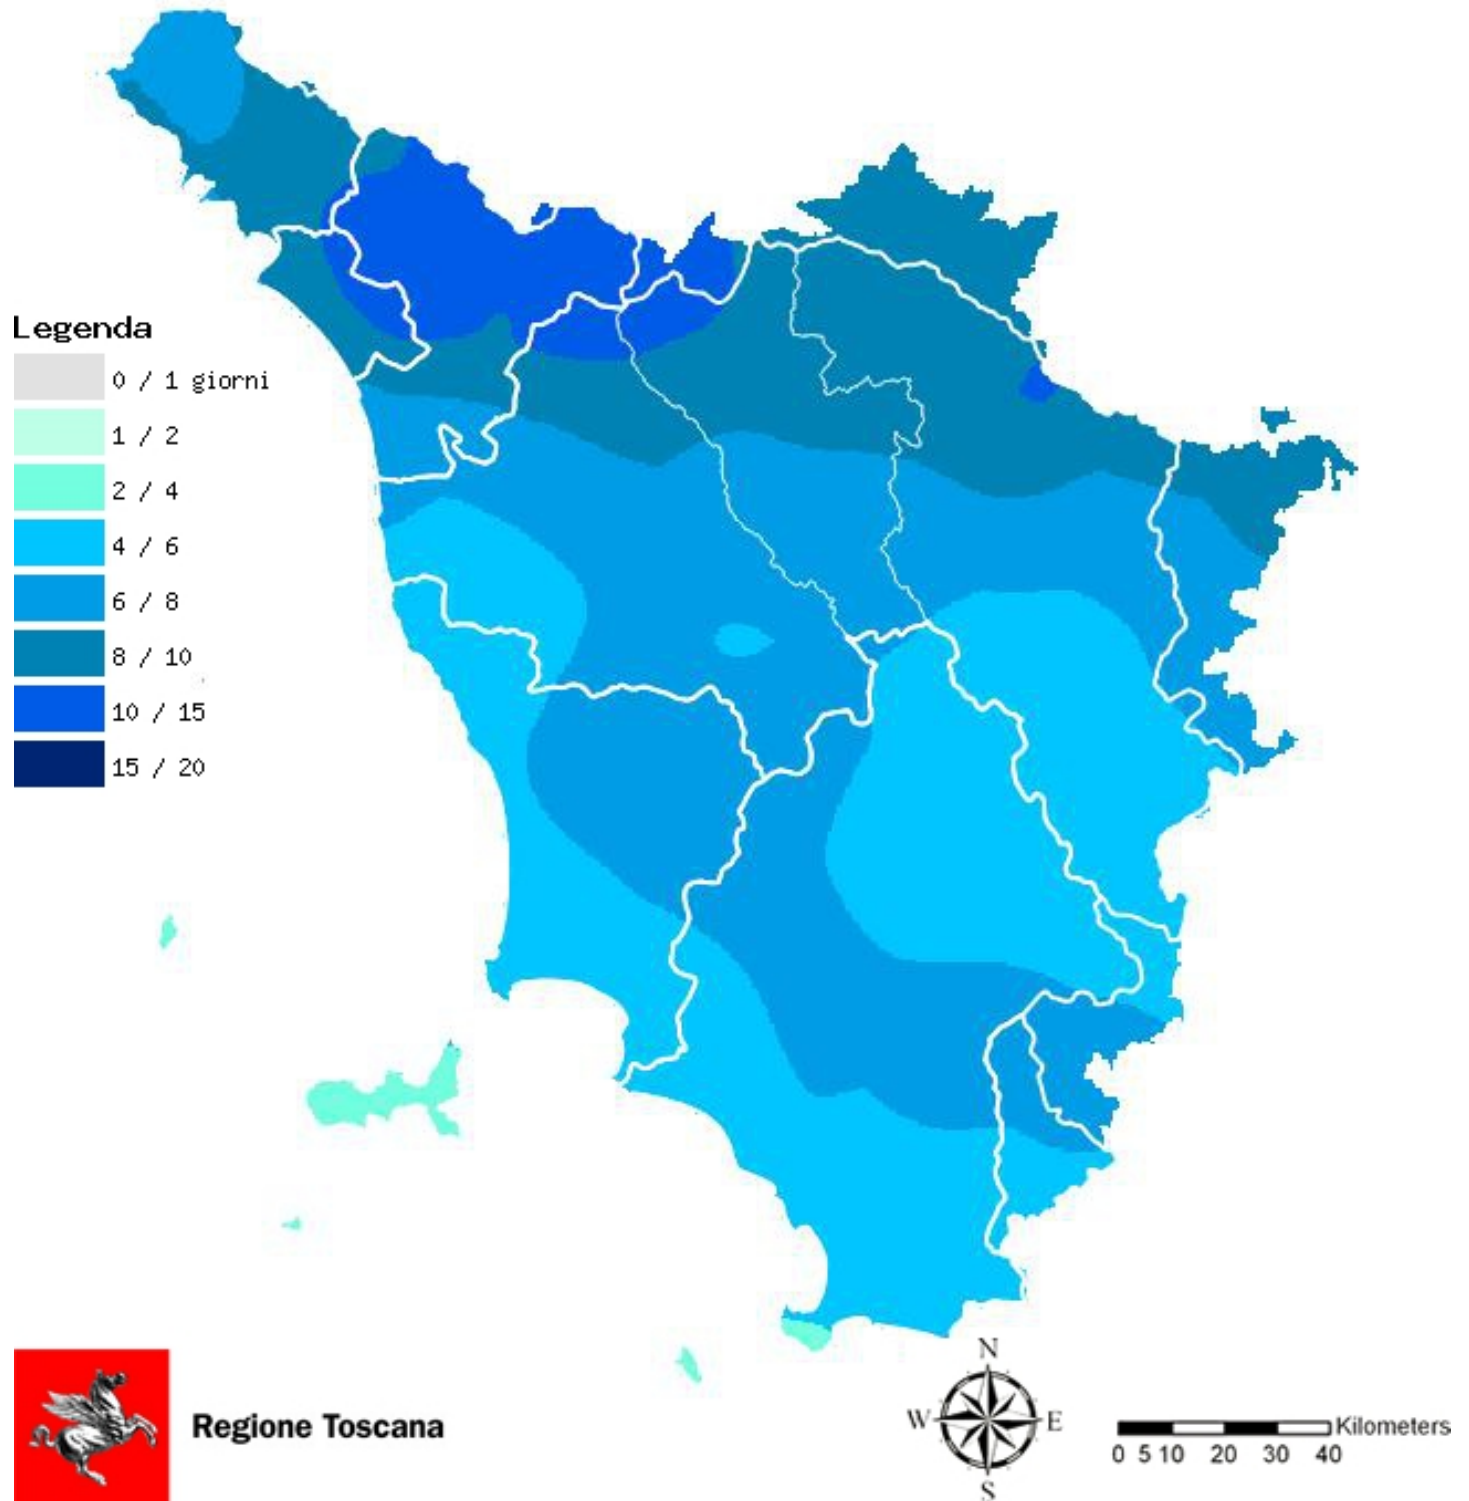 Legenda
0 / 1 giorni
1 / 2
2 / 4
4 / 6
6 / 8
8 / 10
10 / 15
15 / 20
Regione Toscana
N
W E
S
Kilometers
0 5 10 20 30 40